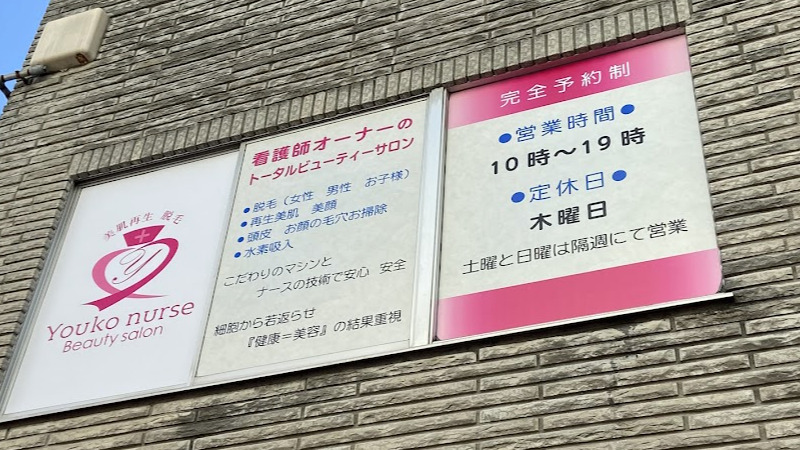 美肌再生 脱毛
Youko nurse
Beauty salon
看護師オーナーの
トータルビューティーサロン
●脱毛（女性 男性 お子様）
●再生美肌 美顔
●頭皮 お顔の毛穴お掃除
●水素吸入
こだわりのマシンと
ナースの技術で安心 安全
細胞から若返らせ
『健康＝美容』の結果重視
完全予約制
●営業時間●
10時～19時
●定休日●
木曜日
土曜と日曜は隔週にて営業